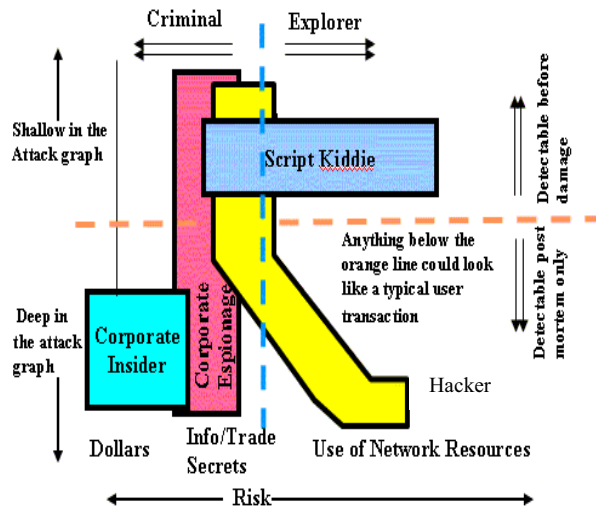 Criminal
Explorer
Shallow in the
Attack graph
Script Kiddie
Detectable before
damage
Anything below the
orange line could look
like a typical user
transaction
Detectable post
mortem only
Deep in
the attack
graph
Corporate
Insider
Corporate
Espionage
Hacker
Dollars
Info/Trade
Secrets
Use of Network Resources
Risk